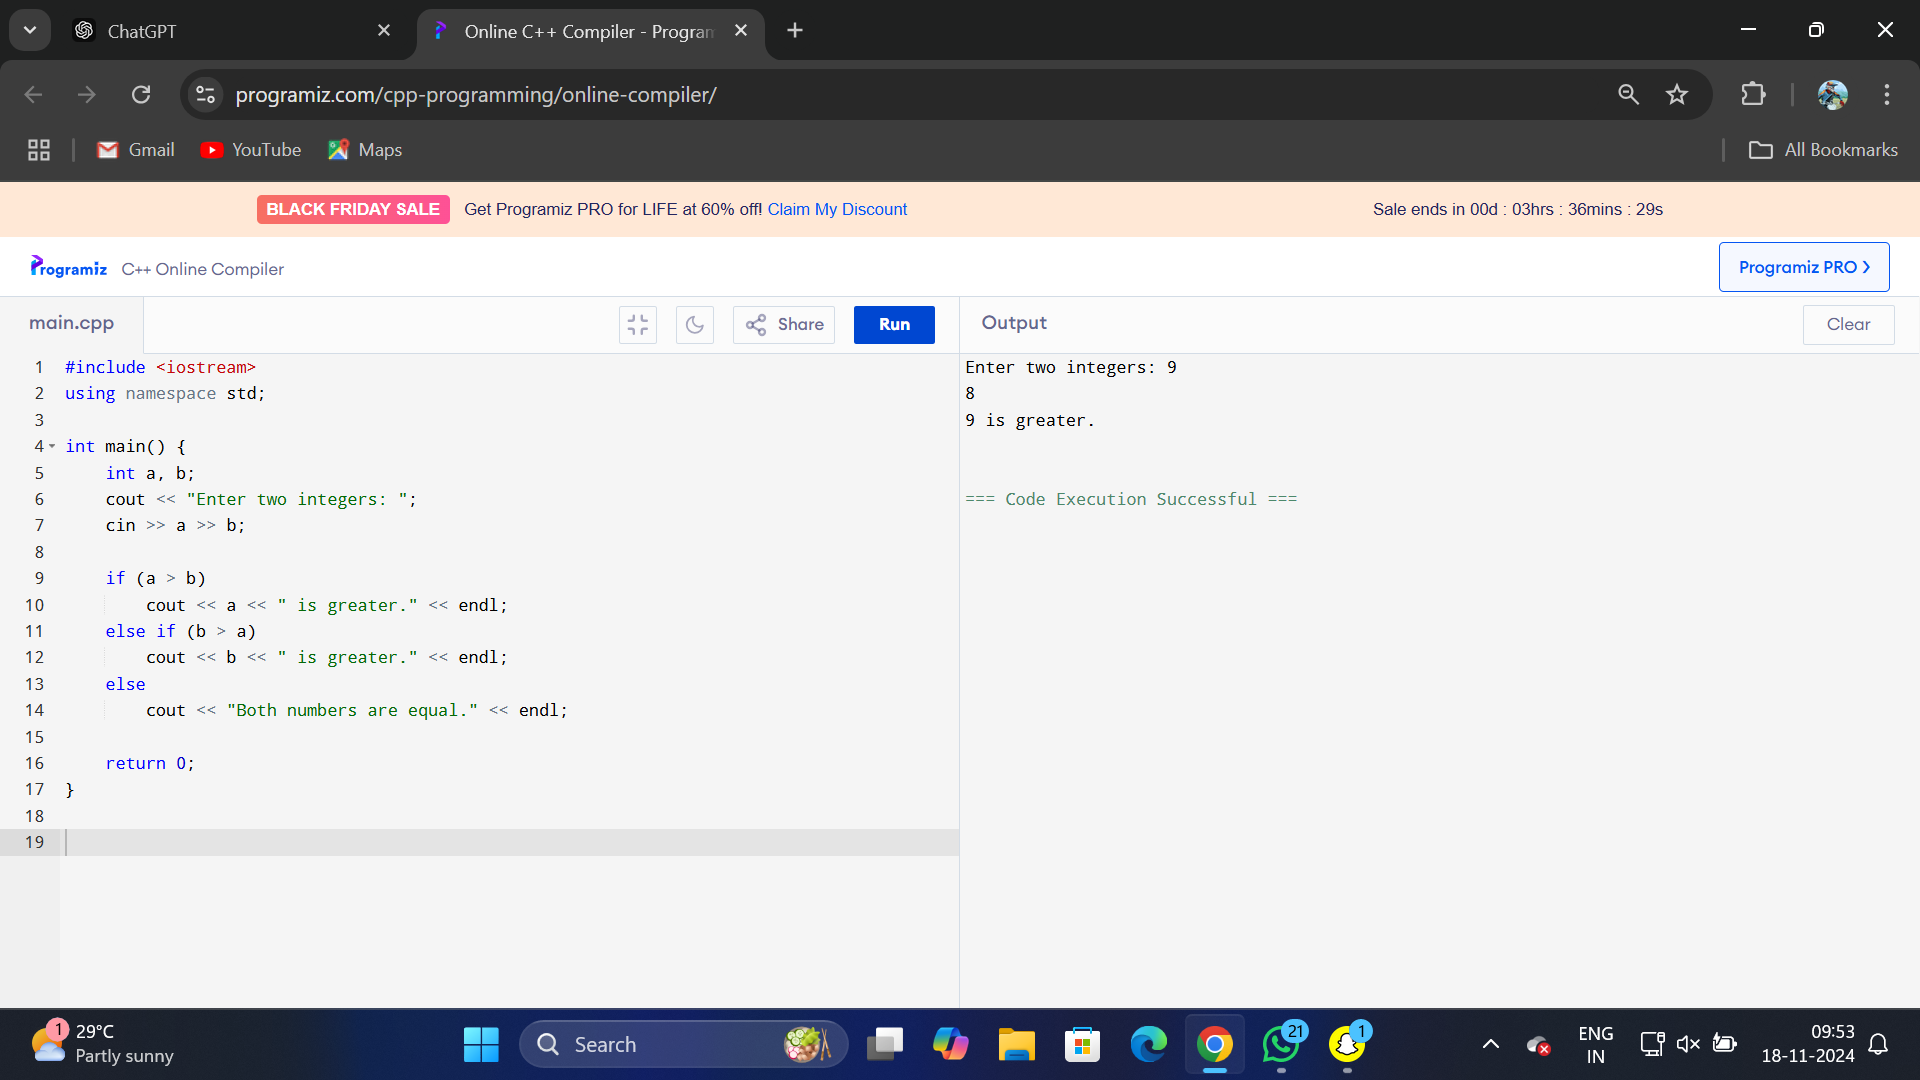 ChatGPT
Online C++ Compiler - Program
programiz.com/cpp-programming/online-compiler/
Gmail
YouTube
Maps
All Bookmarks
BLACK FRIDAY SALE Get Programiz PRO for LIFE at 60% off! Claim My Discount
Sale ends in 00d : 03hrs : 36mins : 29s
Programiz C++ Online Compiler
Programiz PRO
main.cpp
Share
Run
Output
Clear
1 #include <iostream>
2 using namespace std;
3
4 int main() {
5     int a, b;
6     cout << "Enter two integers: ";
7     cin >> a >> b;
8
9     if (a > b)
10         cout << a << " is greater." << endl;
11     else if (b > a)
12         cout << b << " is greater." << endl;
13     else
14         cout << "Both numbers are equal." << endl;
15
16     return 0;
17 }
18
19
Enter two integers: 9
8
9 is greater.
=== Code Execution Successful ===
1
29°C
Partly sunny
Search
21
1
ENG
IN
09:53
18-11-2024